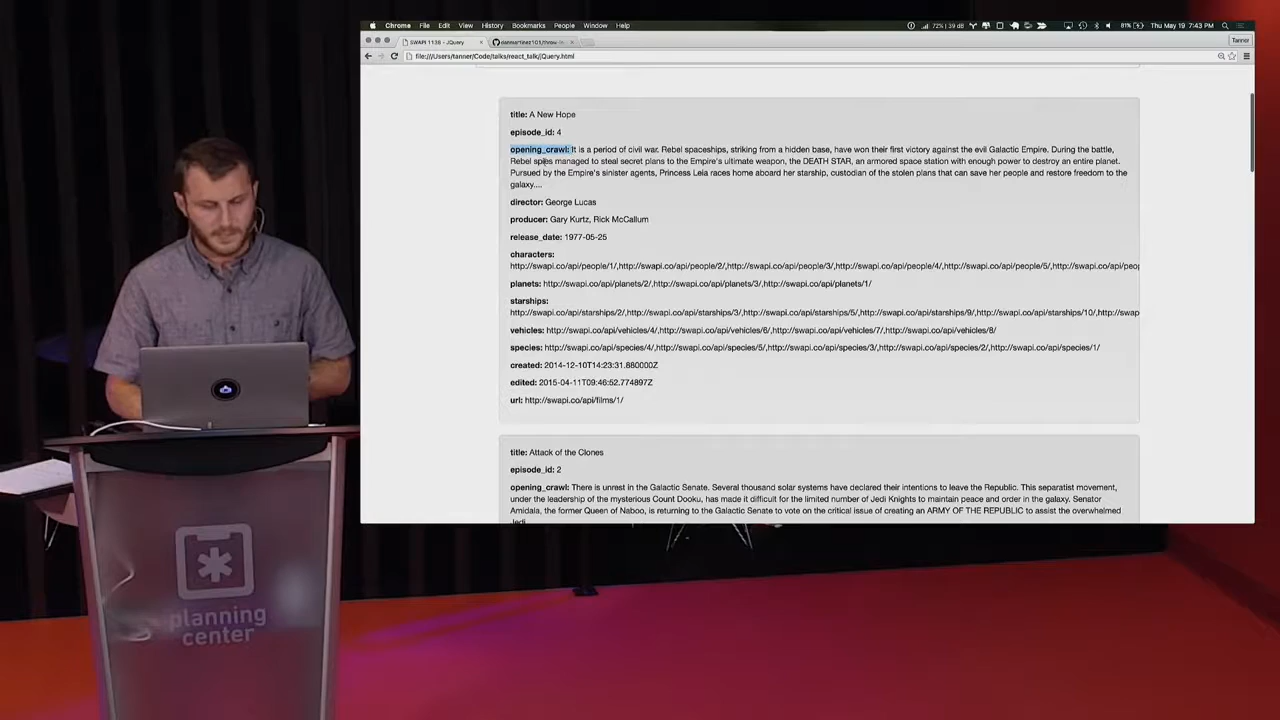 Chrome File Edit View History Bookmarks People Window Help 72% | 39 dB 81% Thu May 19 7:43 PM
SWAPI 1138 - JQuery
Tanner
file:///Users/tanner/Code/talks/react_talk/jQuery.html
title: A New Hope
episode_id: 4
opening_crawl: It is a period of civil war. Rebel spaceships, striking from a hidden base, have won their first victory against the evil Galactic Empire. During the battle,
Rebel spies managed to steal secret plans to the Empire's ultimate weapon, the DEATH STAR, an armored space station with enough power to destroy an entire planet.
Pursued by the Empire's sinister agents, Princess Leia races home aboard her starship, custodian of the stolen plans that can save her people and restore freedom to the
galaxy....
director: George Lucas
producer: Gary Kurtz, Rick McCallum
release_date: 1977-05-25
characters:
http://swapi.co/api/people/1/,http://swapi.co/api/people/2/,http://swapi.co/api/people/3/,http://swapi.co/api/people/4/,http://swapi.co/api/people/5/,http://swapi.co/api/peop
planets: http://swapi.co/api/planets/2/,http://swapi.co/api/planets/3/,http://swapi.co/api/planets/1/
starships:
http://swapi.co/api/starships/2/,http://swapi.co/api/starships/3/,http://swapi.co/api/starships/5/,http://swapi.co/api/starships/9/,http://swapi.co/api/starships/10/,http://swap
vehicles: http://swapi.co/api/vehicles/4/,http://swapi.co/api/vehicles/6/,http://swapi.co/api/vehicles/7/,http://swapi.co/api/vehicles/8/
species: http://swapi.co/api/species/4/,http://swapi.co/api/species/5/,http://swapi.co/api/species/3/,http://swapi.co/api/species/2/,http://swapi.co/api/species/1/
created: 2014-12-10T14:23:31.880000Z
edited: 2015-04-11T09:46:52.774897Z
url: http://swapi.co/api/films/1/
title: Attack of the Clones
episode_id: 2
opening_crawl: There is unrest in the Galactic Senate. Several thousand solar systems have declared their intentions to leave the Republic. This separatist movement,
under the leadership of the mysterious Count Dooku, has made it difficult for the limited number of Jedi Knights to maintain peace and order in the galaxy. Senator
Amidala, the former Queen of Naboo, is returning to the Galactic Senate to vote on the critical issue of creating an ARMY OF THE REPUBLIC to assist the overwhelmed
Jedi
planning
center